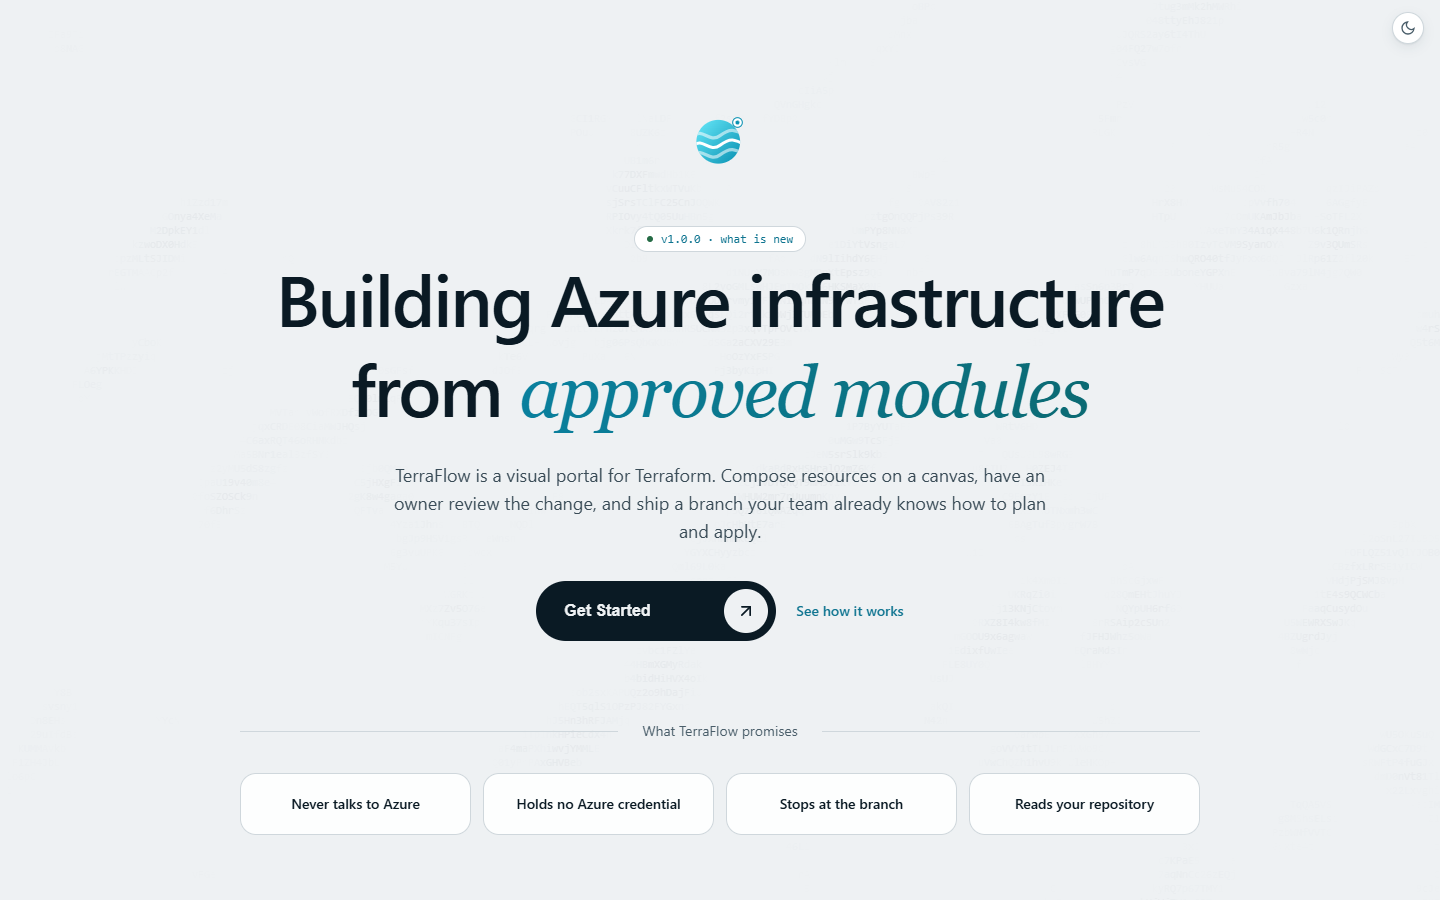 v1.0.0 · what is new
Building Azure infrastructure
from approved modules
TerraFlow is a visual portal for Terraform. Compose resources on a canvas, have an
owner review the change, and ship a branch your team already knows how to plan
and apply.
Get Started
See how it works
What TerraFlow promises
Never talks to Azure
Holds no Azure credential
Stops at the branch
Reads your repository